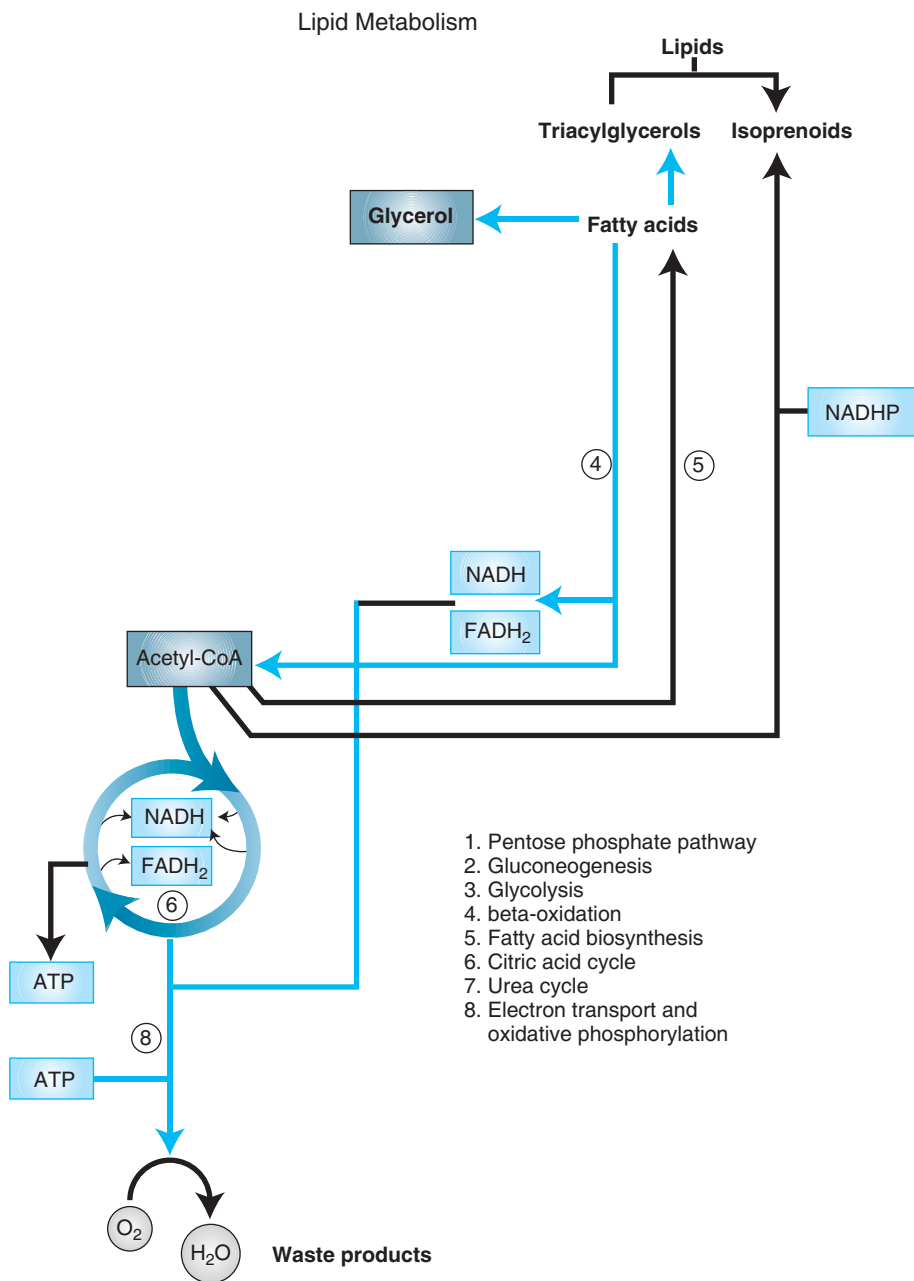 Lipid Metabolism
Lipids
Triacylglycerols
Isoprenoids
Glycerol
Fatty acids
NADHP
4
5
NADH
FADH₂
Acetyl-CoA
NADH
FADH₂
6
ATP
8
ATP
1. Pentose phosphate pathway
2. Gluconeogenesis
3. Glycolysis
4. beta-oxidation
5. Fatty acid biosynthesis
6. Citric acid cycle
7. Urea cycle
8. Electron transport and
oxidative phosphorylation
O₂
H₂O
Waste products